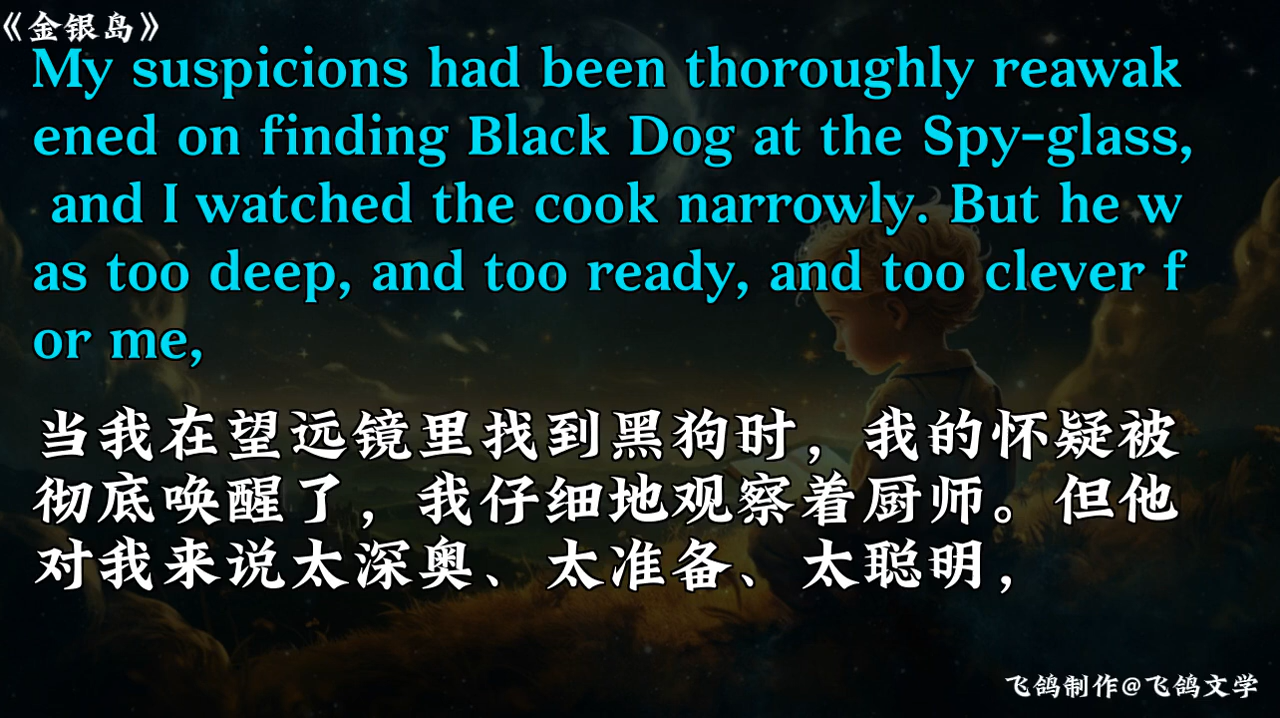 《金银岛》
My suspicions had been thoroughly reawak
ened on finding Black Dog at the Spy-glass,
and I watched the cook narrowly. But he w
as too deep, and too ready, and too clever f
or me,
当我在望远镜里找到黑狗时，我的怀疑被
彻底唤醒了，我仔细地观察着厨师。但他
对我来说太深奥、太准备、太聪明，
飞鸽制作@飞鸽文学